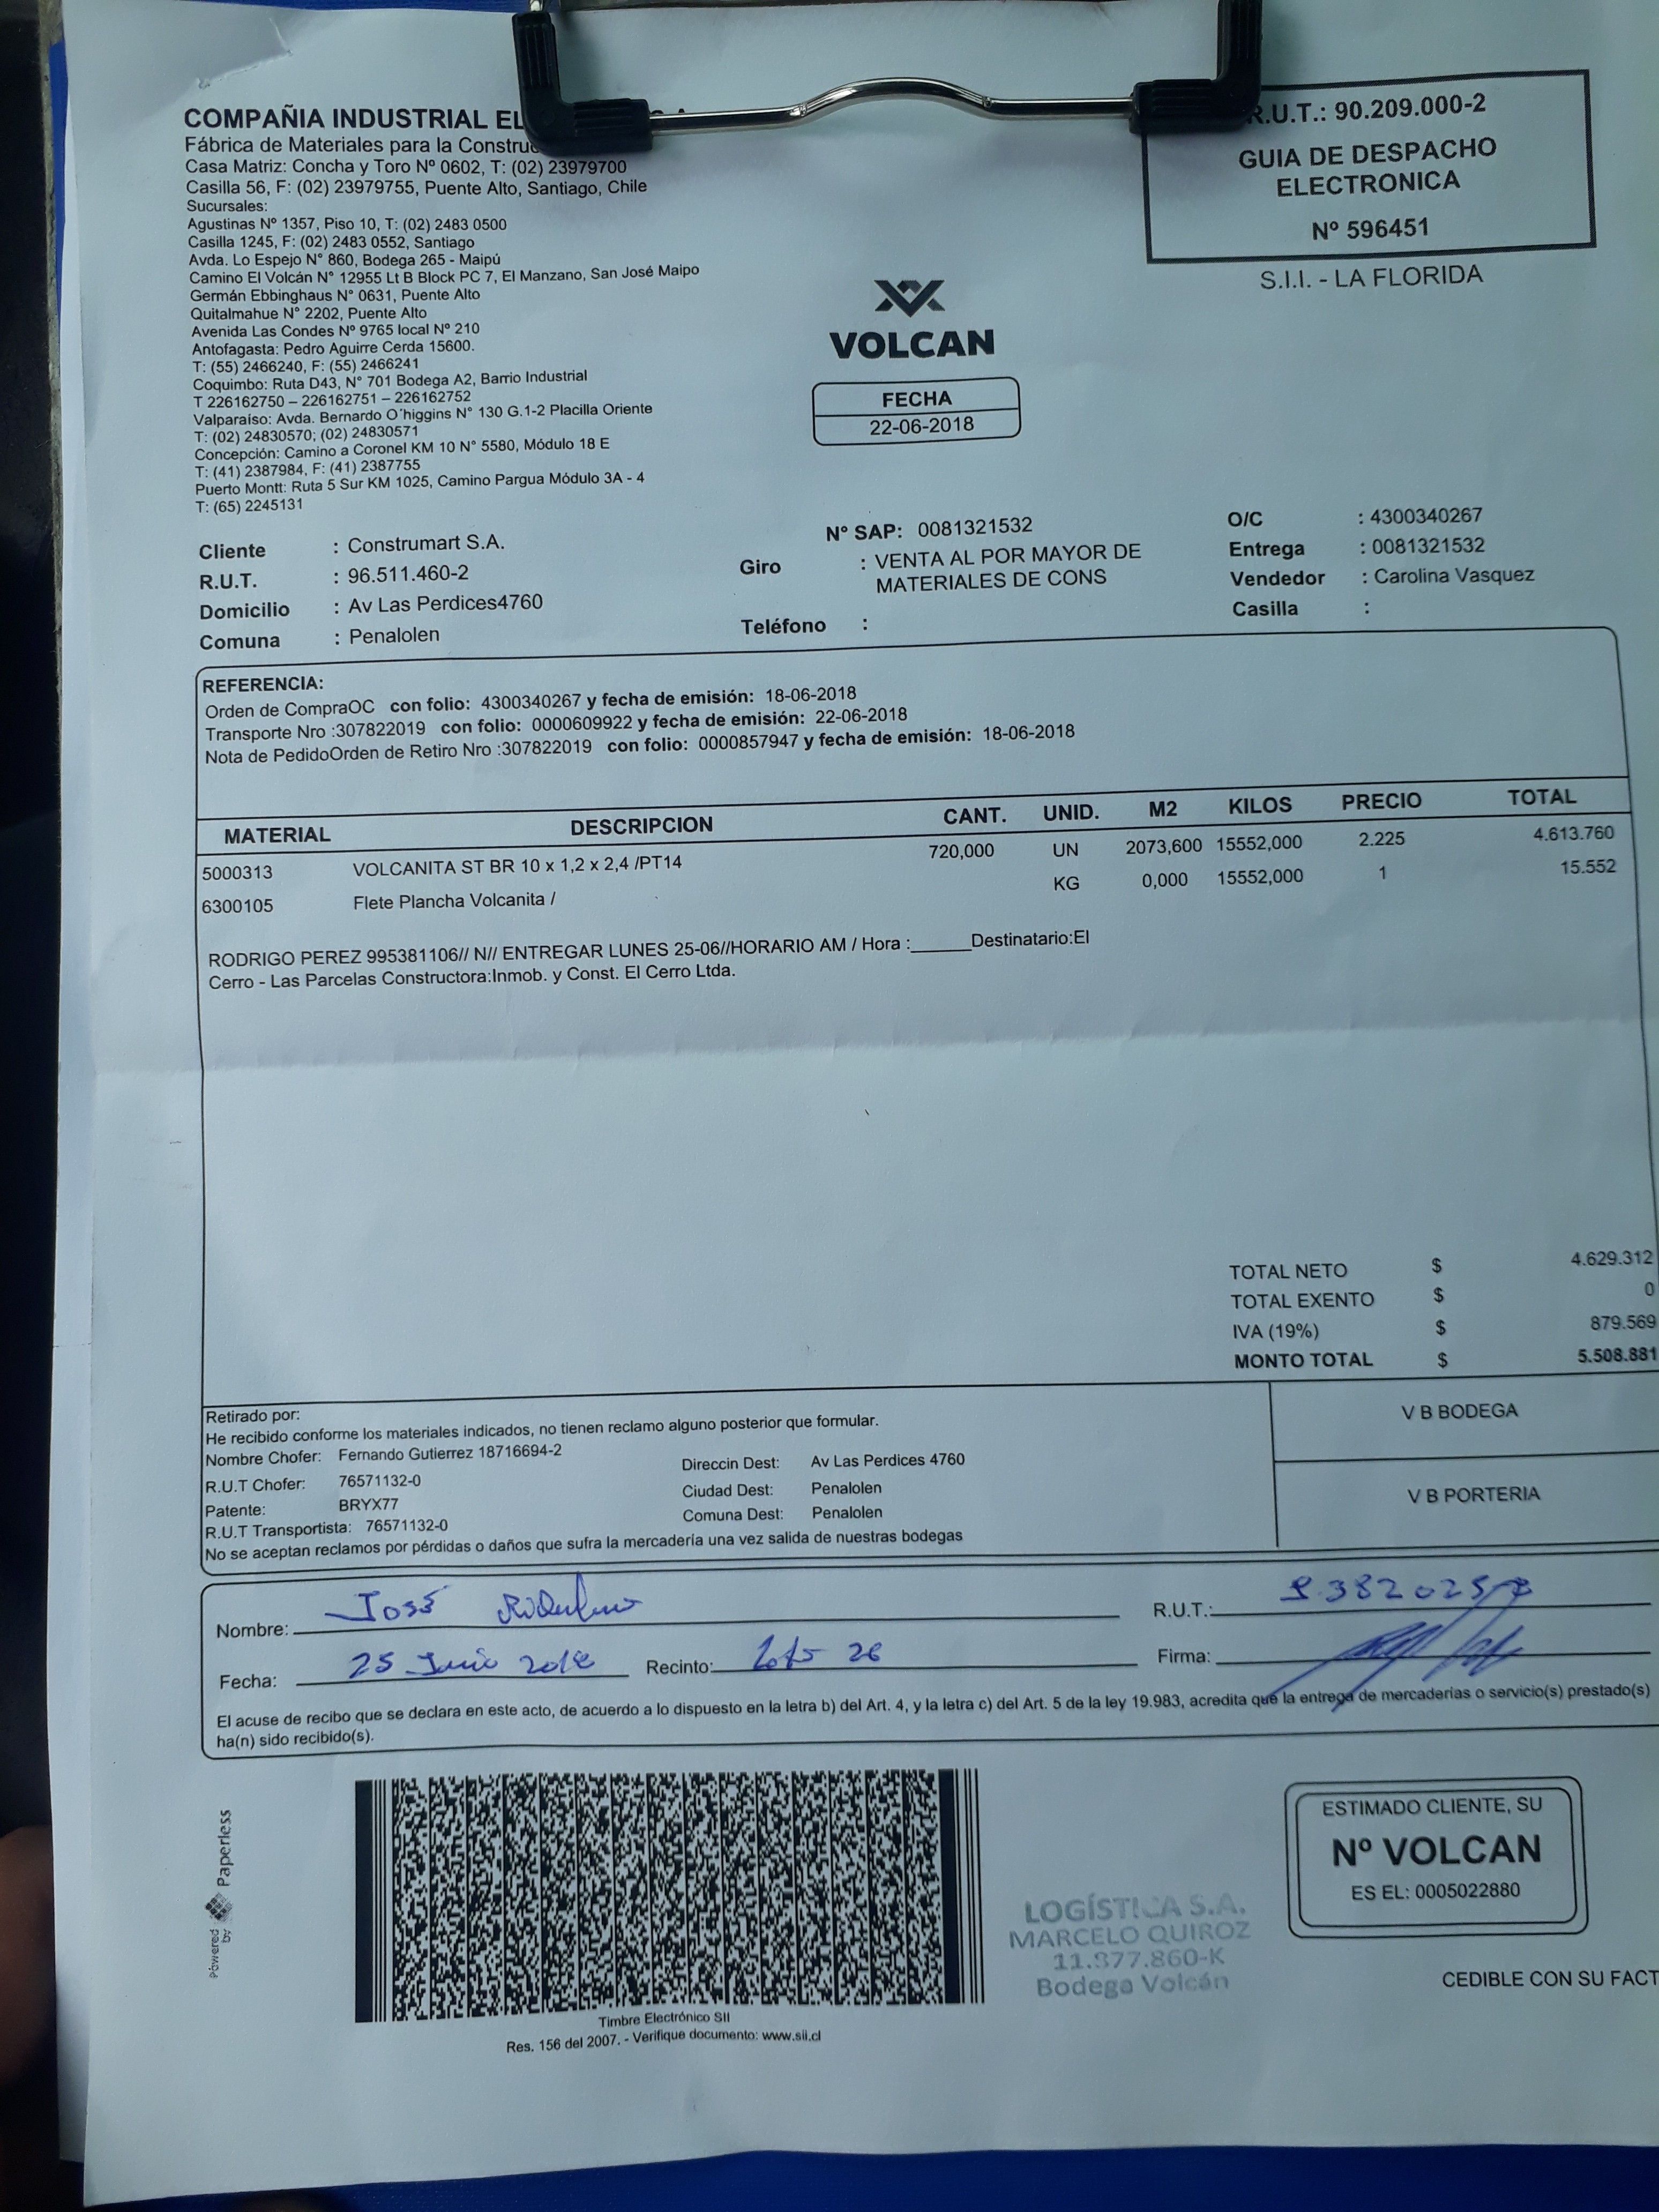 COMPAÑIA INDUSTRIAL EL
Fábrica de Materiales para la Constru
Casa Matriz: Concha y Toro Nº 0602, T: (02) 23979700
Casilla 56, F: (02) 23979755, Puente Alto, Santiago, Chile
Sucursales:
Agustinas Nº 1357, Piso 10, T: (02) 2483 0500
Casilla 1245, F: (02) 2483 0552, Santiago
Avda. Lo Espejo N° 860, Bodega 265 - Maipú
Camino El Volcán N° 12955 Lt B Block PC 7, El Manzano, San José Maipo
Germán Ebbinghaus N° 0631, Puente Alto
Quitalmahue N° 2202, Puente Alto
Avenida Las Condes Nº 9765 local Nº 210
Antofagasta: Pedro Aguirre Cerda 15600.
T: (55) 2466240, F: (55) 2466241
Coquimbo: Ruta D43, N° 701 Bodega A2, Barrio Industrial
T 226162750 – 226162751 – 226162752
Valparaíso: Avda. Bernardo O´higgins N° 130 G.1-2 Placilla Oriente
T: (02) 24830570; (02) 24830571
Concepción: Camino a Coronel KM 10 N° 5580, Módulo 18 E
T: (41) 2387984, F: (41) 2387755
Puerto Montt: Ruta 5 Sur KM 1025, Camino Pargua Módulo 3A - 4
T: (65) 2245131
R.U.T.: 90.209.000-2
GUIA DE DESPACHO
ELECTRONICA
Nº 596451
S.I.I. - LA FLORIDA
VOLCAN
FECHA
22-06-2018
Cliente : Construmart S.A.
R.U.T. : 96.511.460-2
Domicilio : Av Las Perdices4760
Comuna : Penalolen
Nº SAP: 0081321532
Giro : VENTA AL POR MAYOR DE
MATERIALES DE CONS
Teléfono :
O/C : 4300340267
Entrega : 0081321532
Vendedor : Carolina Vasquez
Casilla :
REFERENCIA:
Orden de CompraOC con folio: 4300340267 y fecha de emisión: 18-06-2018
Transporte Nro :307822019 con folio: 0000609922 y fecha de emisión: 22-06-2018
Nota de PedidoOrden de Retiro Nro :307822019 con folio: 0000857947 y fecha de emisión: 18-06-2018
MATERIAL DESCRIPCION CANT. UNID. M2 KILOS PRECIO TOTAL
5000313 VOLCANITA ST BR 10 x 1,2 x 2,4 /PT14 720,000 UN 2073,600 15552,000 2.225 4.613.760
6300105 Flete Plancha Volcanita / KG 0,000 15552,000 1 15.552
RODRIGO PEREZ 995381106// N// ENTREGAR LUNES 25-06//HORARIO AM / Hora :______Destinatario:El
Cerro - Las Parcelas Constructora:Inmob. y Const. El Cerro Ltda.
TOTAL NETO $ 4.629.312
TOTAL EXENTO $ 0
IVA (19%) $ 879.569
MONTO TOTAL $ 5.508.881
Retirado por:
He recibido conforme los materiales indicados, no tienen reclamo alguno posterior que formular.
Nombre Chofer: Fernando Gutierrez 18716694-2
R.U.T Chofer: 76571132-0
Patente: BRYX77
R.U.T Transportista: 76571132-0
Direccin Dest: Av Las Perdices 4760
Ciudad Dest: Penalolen
Comuna Dest: Penalolen
No se aceptan reclamos por pérdidas o daños que sufra la mercadería una vez salida de nuestras bodegas
V B BODEGA
V B PORTERIA
Nombre: José
R.U.T.:
Fecha: 25 Junio 2018 Recinto: Lote 26
Firma:
El acuse de recibo que se declara en este acto, de acuerdo a lo dispuesto en la letra b) del Art. 4, y la letra c) del Art. 5 de la ley 19.983, acredita que la entrega de mercaderías o servicio(s) prestado(s)
ha(n) sido recibido(s).
Powered by Paperless
Timbre Electrónico SII
Res. 156 del 2007. - Verifique documento: www.sii.cl
LOGÍSTICA S.A.
MARCELO QUIROZ
11.877.860-K
Bodega Volcán
ESTIMADO CLIENTE, SU
Nº VOLCAN
ES EL: 0005022880
CEDIBLE CON SU FACT